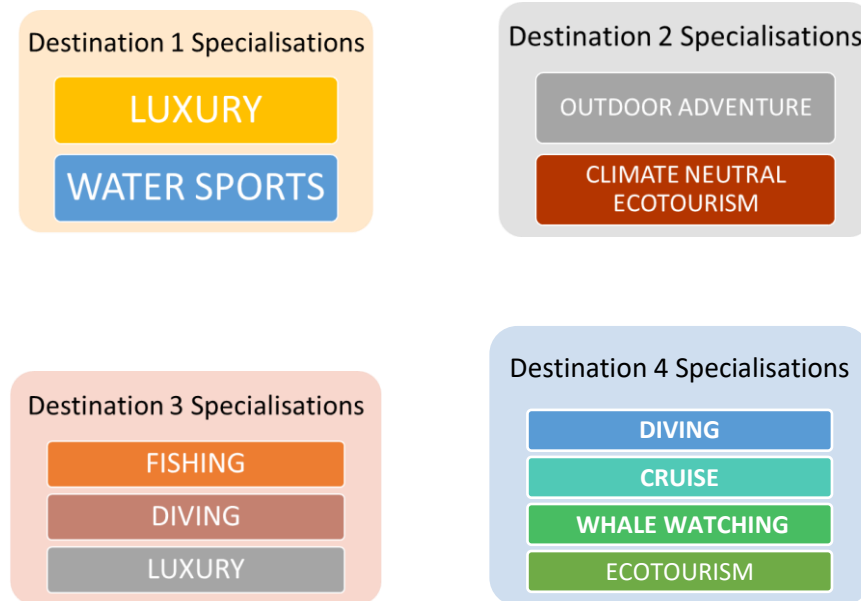 Destination 1 Specialisations
LUXURY
WATER SPORTS
Destination 2 Specialisations
OUTDOOR ADVENTURE
CLIMATE NEUTRAL
ECOTOURISM
Destination 3 Specialisations
FISHING
DIVING
LUXURY
Destination 4 Specialisations
DIVING
CRUISE
WHALE WATCHING
ECOTOURISM